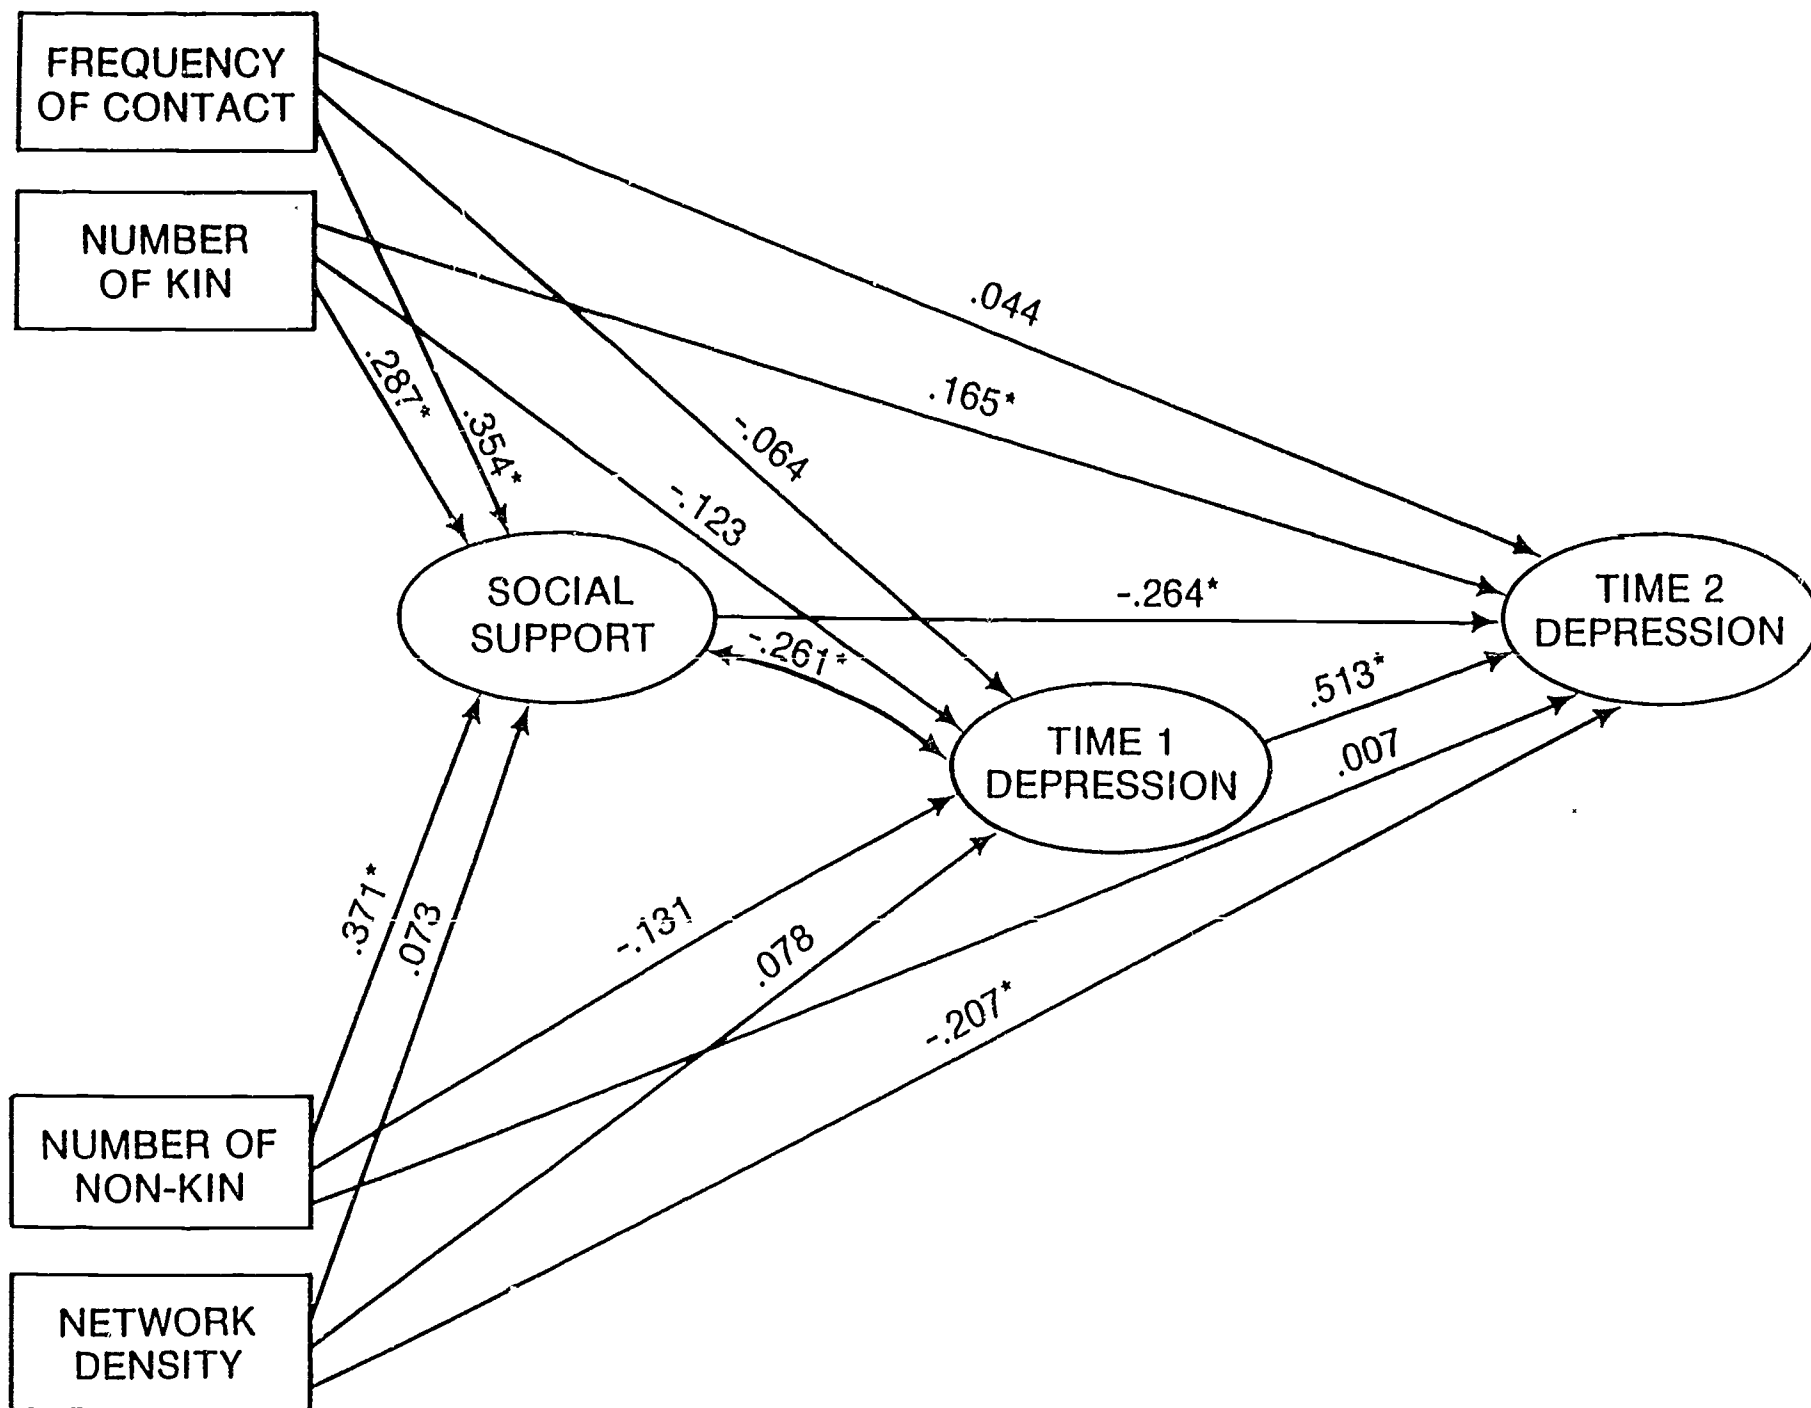 FREQUENCY
OF CONTACT
NUMBER
OF KIN
.044
.165*
.287*
.354*
-.064
-.123
SOCIAL
SUPPORT
-.264*
TIME 2
DEPRESSION
-.261*
.513*
TIME 1
DEPRESSION
.007
.371*
.073
-.131
.078
-.207*
NUMBER OF
NON-KIN
NETWORK
DENSITY